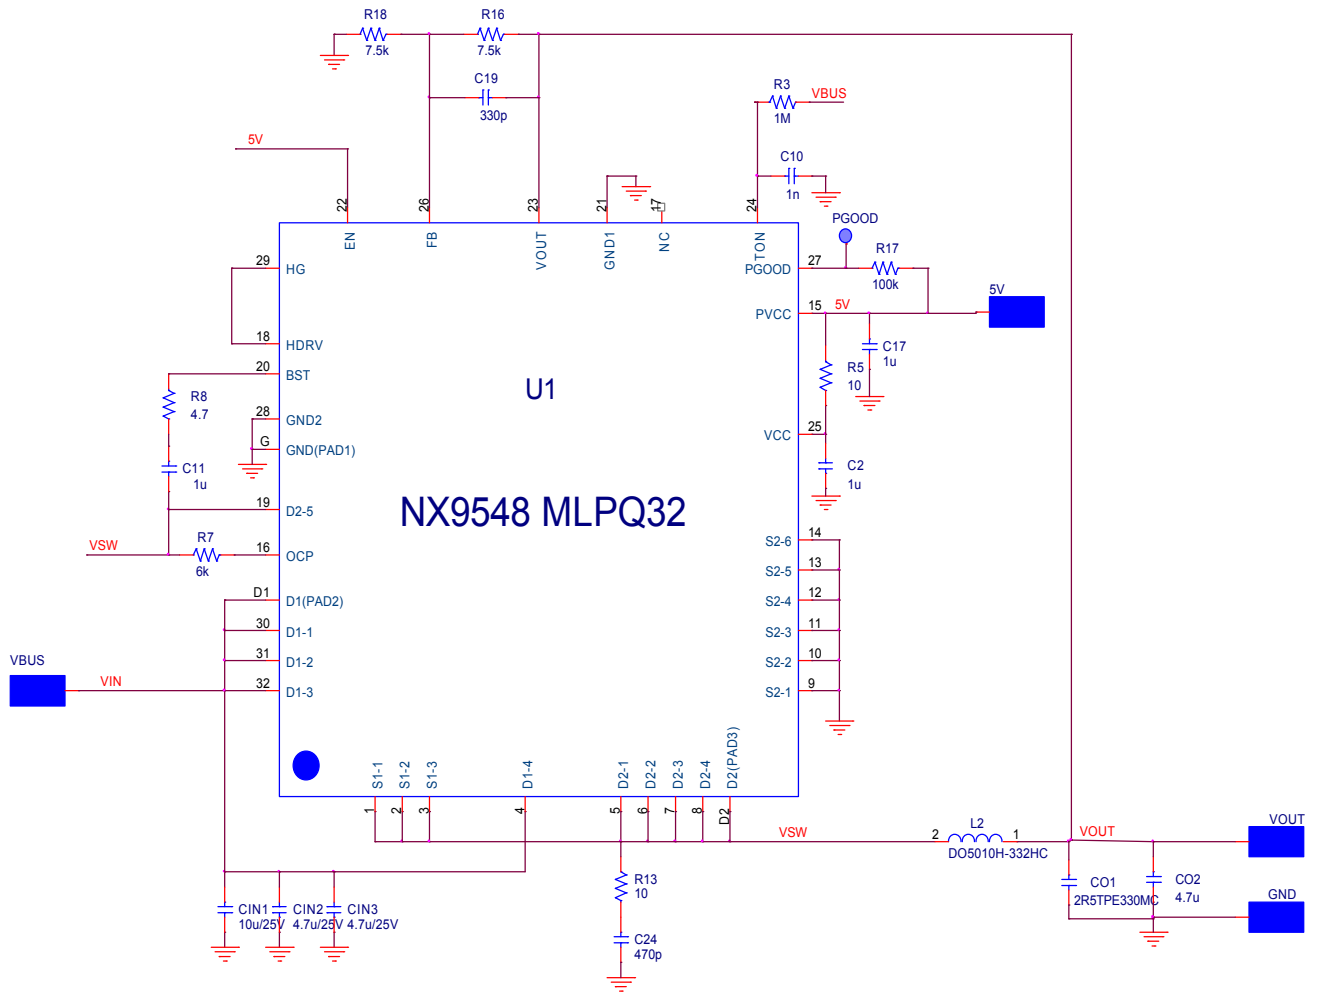 R18
7.5k
R16
7.5k
C19
330p
R3
1M
VBUS
C10
1n
5V
22
26
23
21
17
24
EN
FB
VOUT
GND1
NC
TON
PGOOD
R17
100k
29
HG
PGOOD
27
5V
15
5V
PVCC
18
HDRV
20
BST
R8
4.7
28
GND2
G
GND(PAD1)
C17
1u
R5
10
U1
VCC
25
C11
1u
C2
1u
19
D2-5
NX9548 MLPQ32
VSW
R7
6k
16
OCP
S2-6
14
S2-5
13
S2-4
12
S2-3
11
S2-2
10
S2-1
9
D1
D1(PAD2)
30
D1-1
31
D1-2
32
D1-3
VBUS
VIN
S1-1
S1-2
S1-3
D1-4
D2-1
D2-2
D2-3
D2-4
D2(PAD3)
1
2
3
4
5
6
7
8
D2
VSW
2
L2
1
DO5010H-332HC
VOUT
VOUT
CO1
2R5TPE330MC
CO2
4.7u
GND
R13
10
C24
470p
CIN1
10u/25V
CIN2
4.7u/25V
CIN3
4.7u/25V